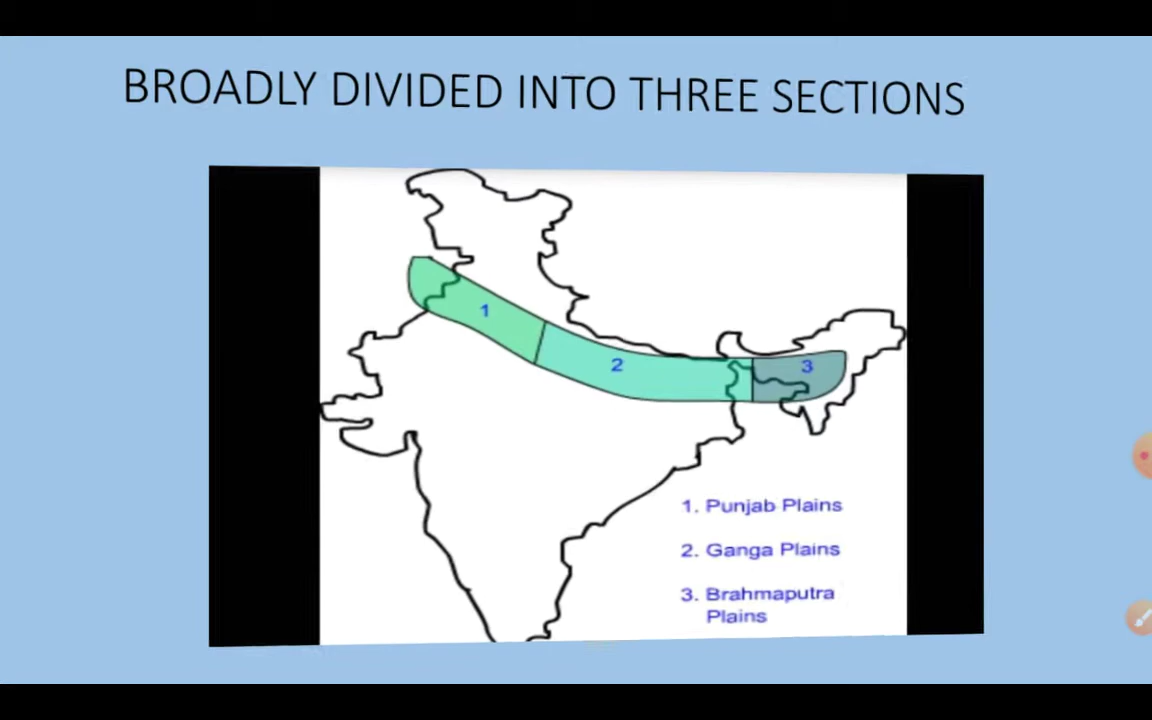 BROADLY DIVIDED INTO THREE SECTIONS
1
2
3
1. Punjab Plains
2. Ganga Plains
3. Brahmaputra
Plains